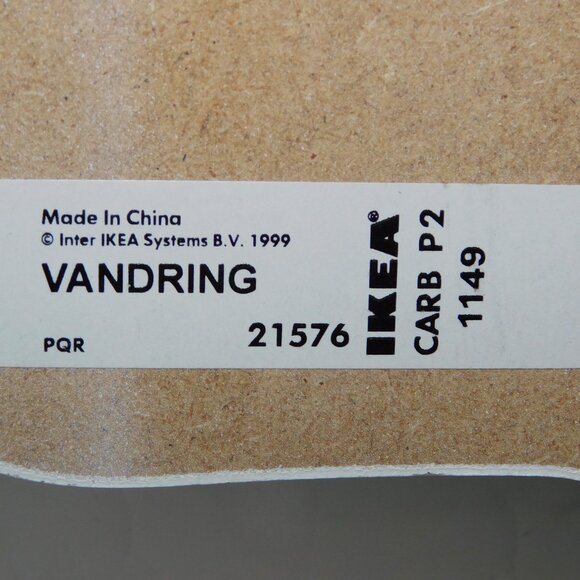 Made In China
© Inter IKEA Systems B.V. 1999
VANDRING
PQR
21576
IKEA®
CARB P2
1149